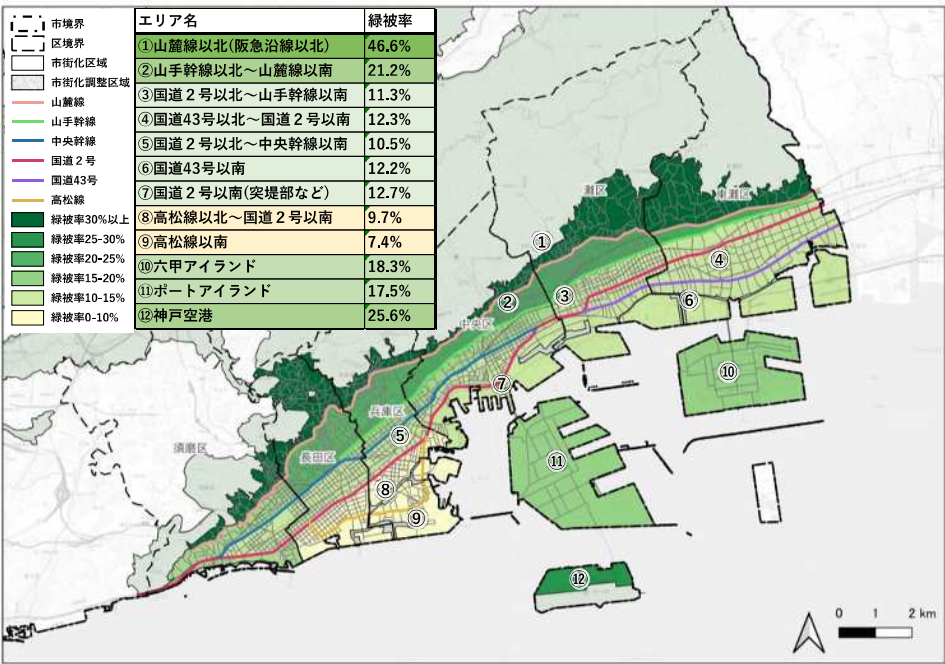 市境界
区境界
市街化区域
市街化調整区域
山麓線
山手幹線
中央幹線
国道２号
国道43号
高松線
緑被率30%以上
緑被率25-30%
緑被率20-25%
緑被率15-20%
緑被率10-15%
緑被率0-10%
エリア名 緑被率
①山麓線以北(阪急沿線以北) 46.6%
②山手幹線以北～山麓線以南 21.2%
③国道２号以北～山手幹線以南 11.3%
④国道43号以北～国道２号以南 12.3%
⑤国道２号以北～中央幹線以南 10.5%
⑥国道43号以南 12.2%
⑦国道２号以南(突堤部など) 12.7%
⑧高松線以北～国道２号以南 9.7%
⑨高松線以南 7.4%
⑩六甲アイランド 18.3%
⑪ポートアイランド 17.5%
⑫神戸空港 25.6%
灘区
東灘区
①
④
②
③
⑥
中央区
⑩
⑦
兵庫区
⑤
須磨区
長田区
⑪
⑧
⑨
⑫
0 1 2 km